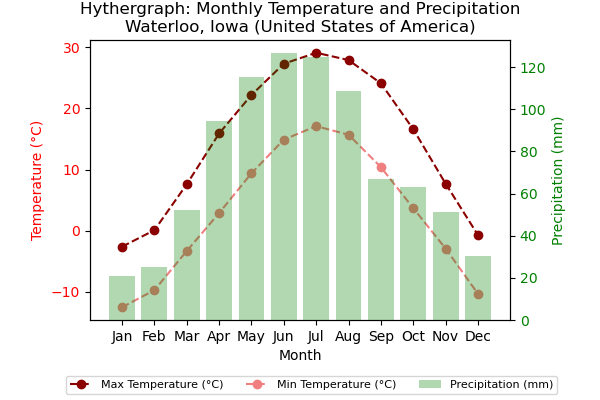 Hythergraph: Monthly Temperature and Precipitation
Waterloo, Iowa (United States of America)
Temperature (°C)
30
20
10
0
−10
120
100
80
60
40
20
0
Precipitation (mm)
Jan Feb Mar Apr May Jun Jul Aug Sep Oct Nov Dec
Month
Max Temperature (°C) Min Temperature (°C) Precipitation (mm)